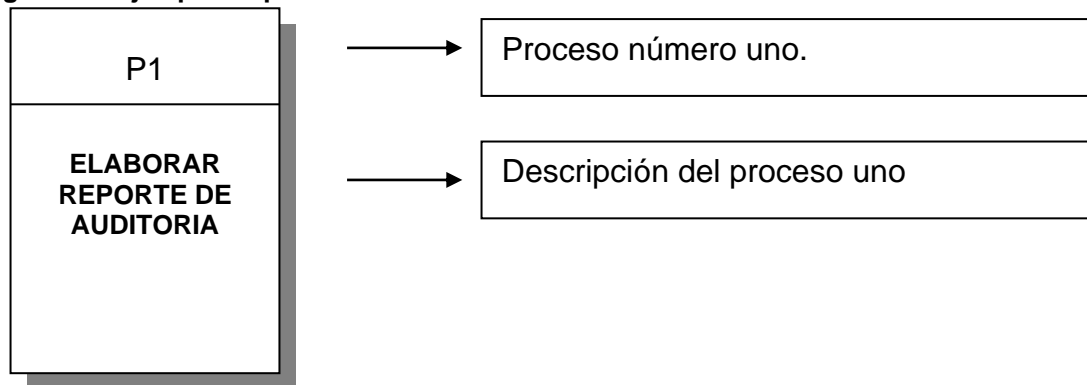 P1
Proceso número uno.
ELABORAR
REPORTE DE
AUDITORIA
Descripción del proceso uno